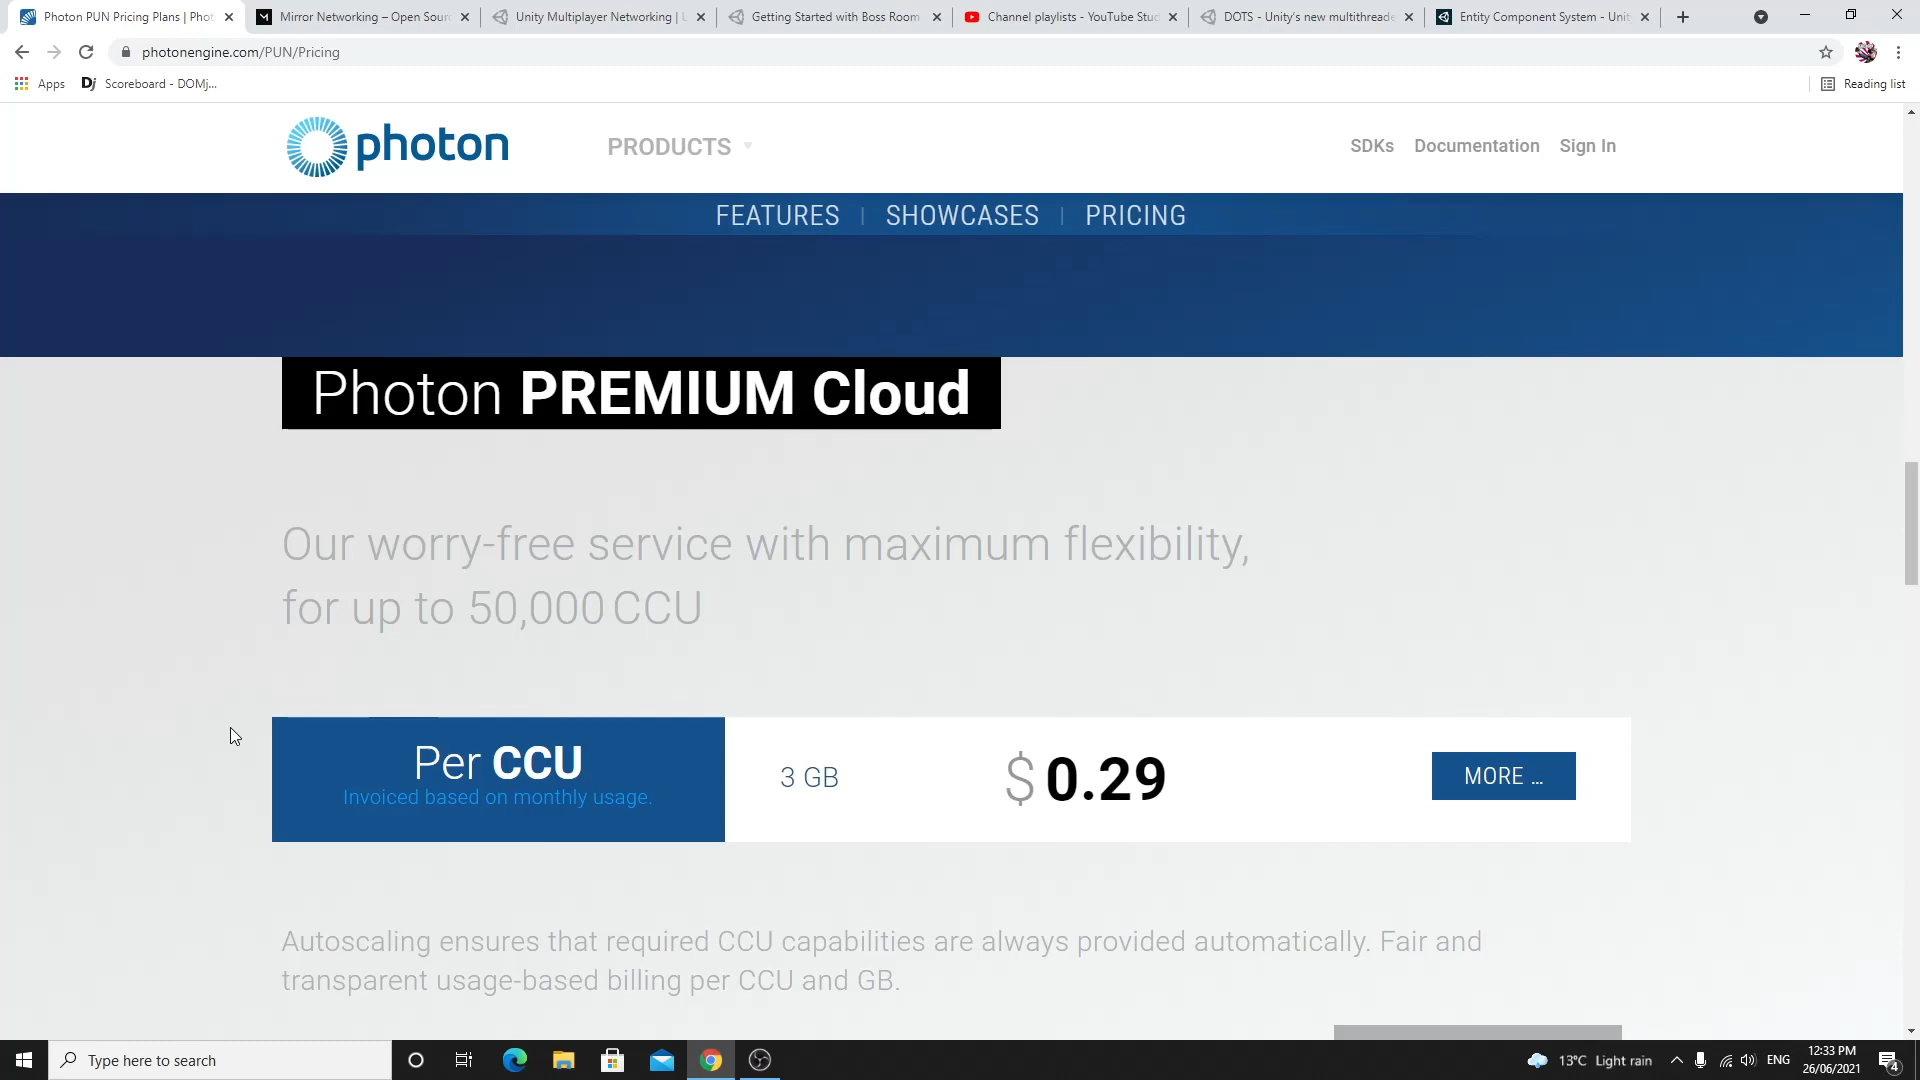 Photon PUN Pricing Plans | Phot
Mirror Networking – Open Sour
Unity Multiplayer Networking | U
Getting Started with Boss Room
Channel playlists - YouTube Stud
DOTS - Unity's new multithreade
Entity Component System - Unit
photonengine.com/PUN/Pricing
Apps
Dj Scoreboard - DOMj...
Reading list
photon
PRODUCTS
SDKs
Documentation
Sign In
FEATURES | SHOWCASES | PRICING
Photon PREMIUM Cloud
Our worry-free service with maximum flexibility,
for up to 50,000 CCU
Per CCU
Invoiced based on monthly usage.
3 GB
$ 0.29
MORE ...
Autoscaling ensures that required CCU capabilities are always provided automatically. Fair and
transparent usage-based billing per CCU and GB.
Type here to search
13°C Light rain
ENG
12:33 PM
26/06/2021
4